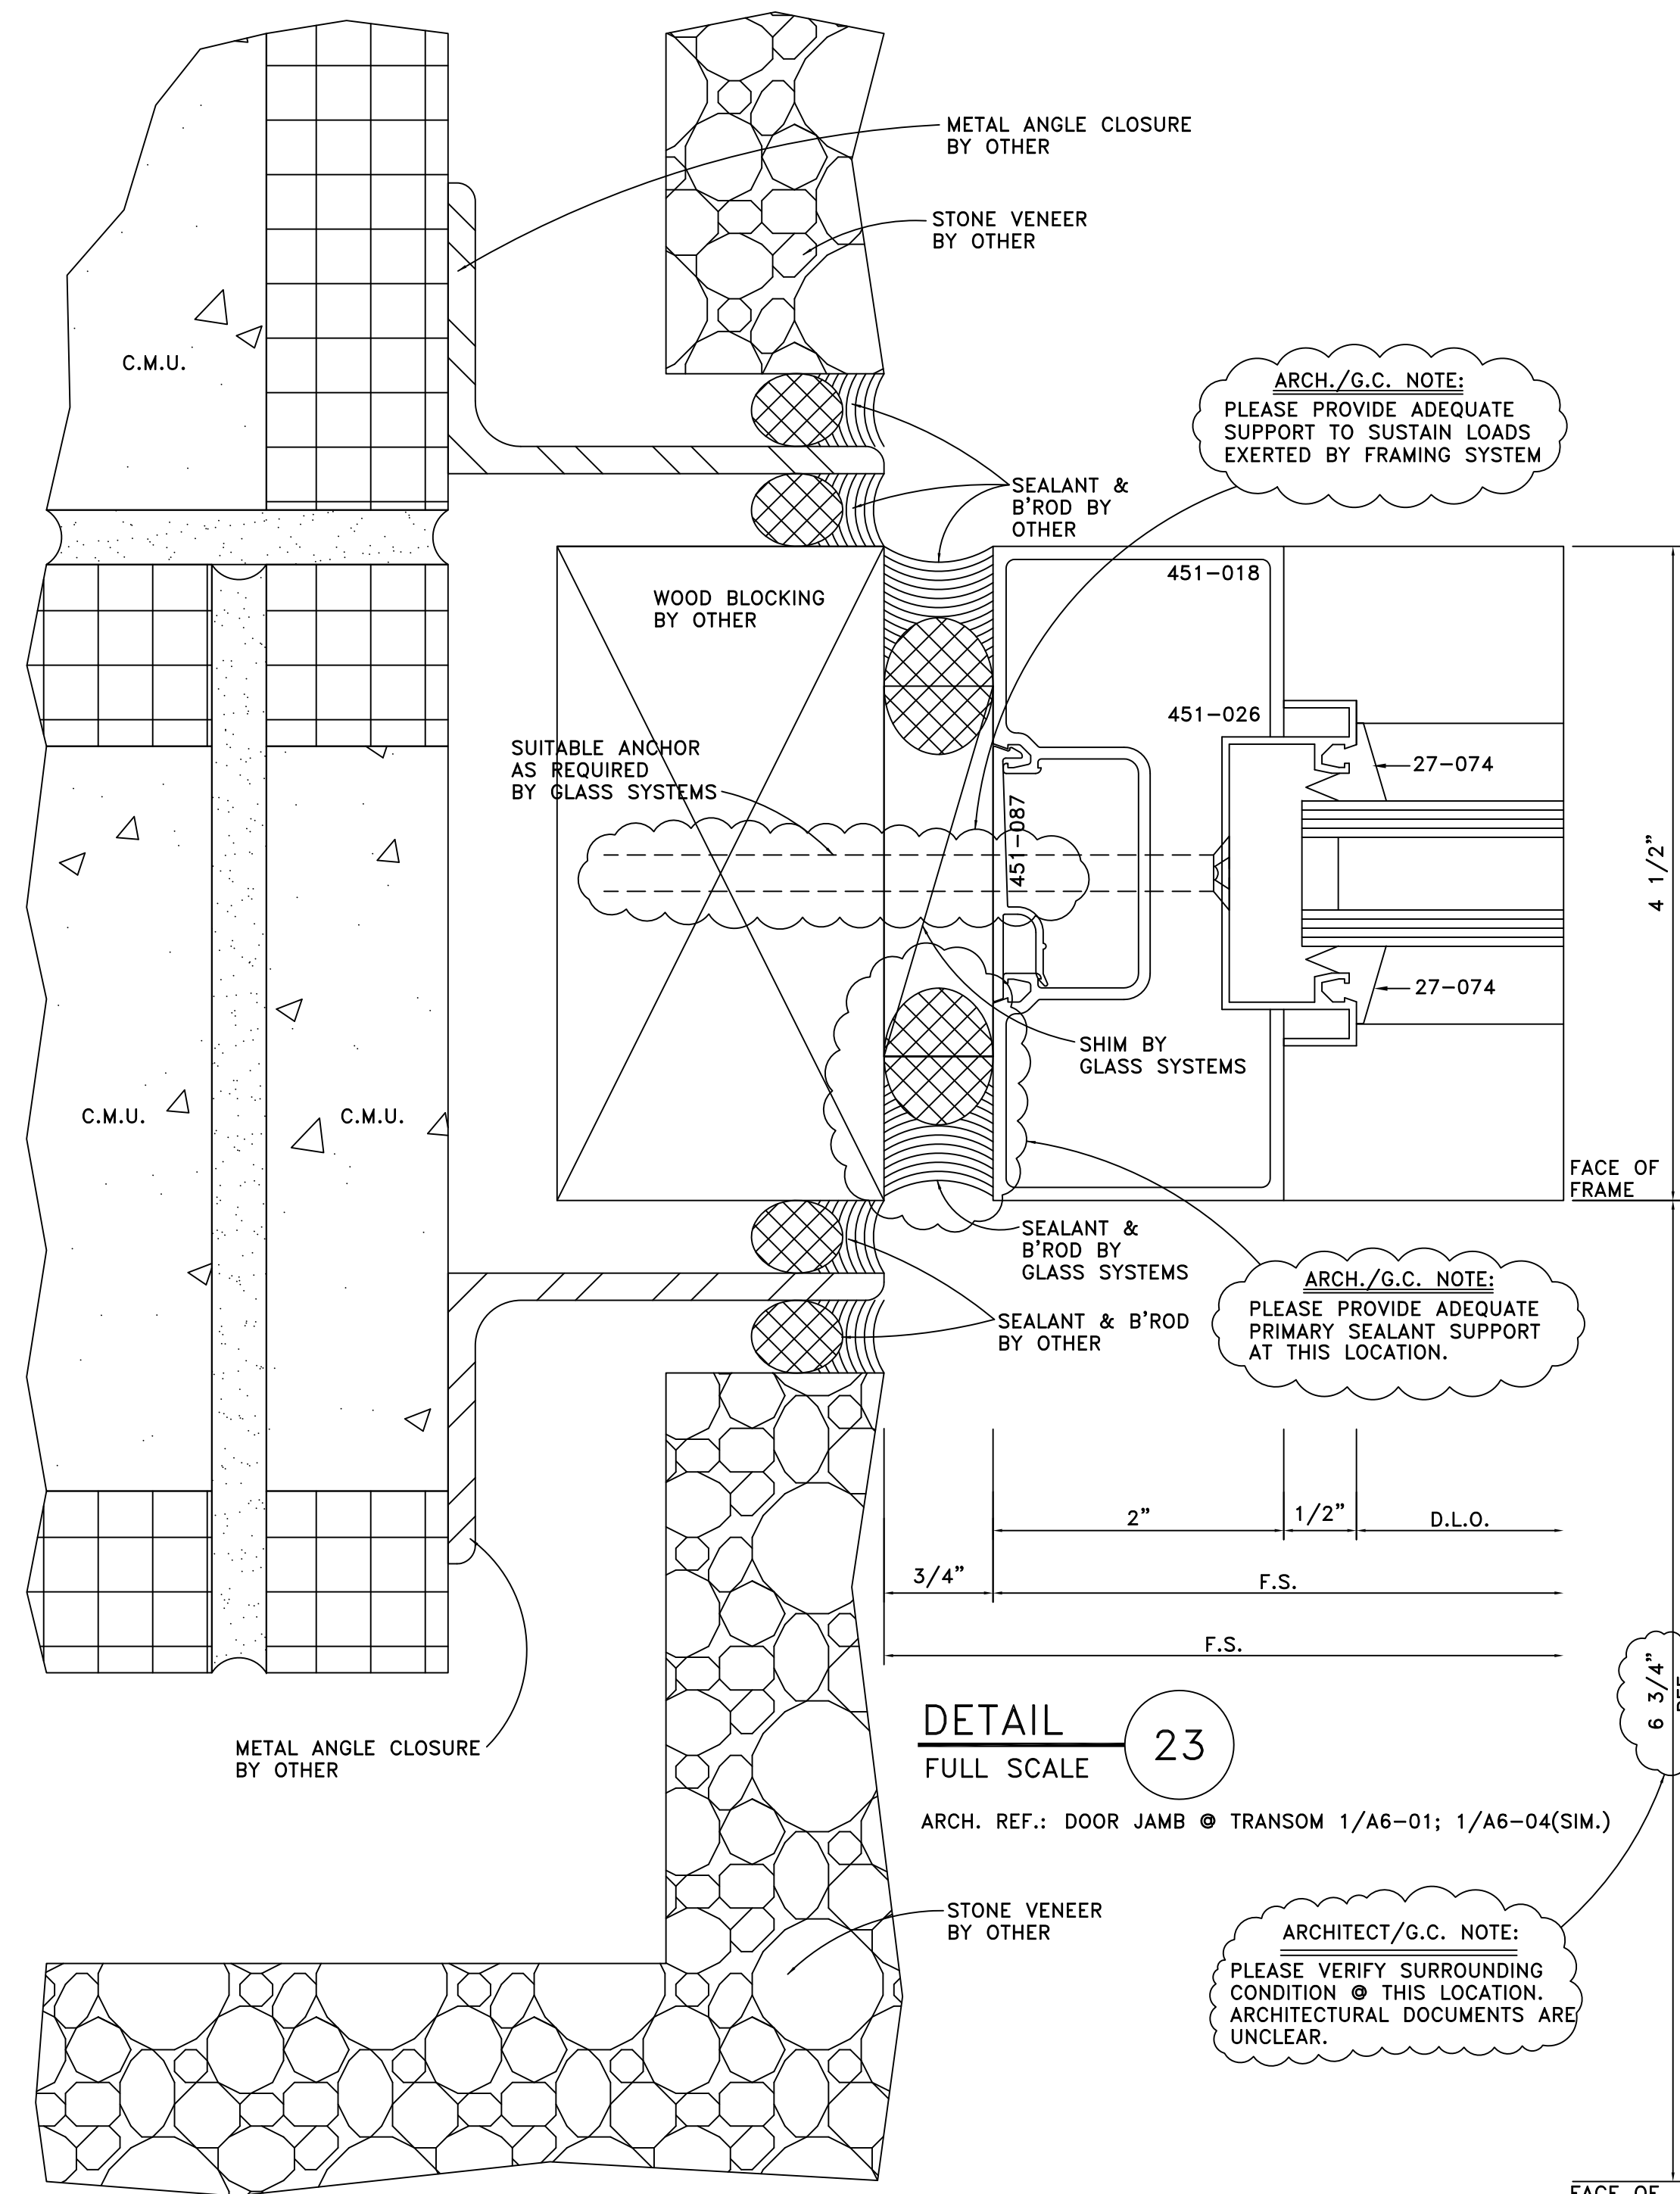 METAL ANGLE CLOSURE
BY OTHER
STONE VENEER
BY OTHER
C.M.U.
ARCH./G.C. NOTE:
PLEASE PROVIDE ADEQUATE
SUPPORT TO SUSTAIN LOADS
EXERTED BY FRAMING SYSTEM
SEALANT &
B'ROD BY
OTHER
451-018
WOOD BLOCKING
BY OTHER
451-026
SUITABLE ANCHOR
AS REQUIRED
BY GLASS SYSTEMS
27-074
451-087
4 1/2"
27-074
SHIM BY
GLASS SYSTEMS
C.M.U.
C.M.U.
FACE OF
FRAME
SEALANT &
B'ROD BY
GLASS SYSTEMS
ARCH./G.C. NOTE:
PLEASE PROVIDE ADEQUATE
PRIMARY SEALANT SUPPORT
AT THIS LOCATION.
SEALANT & B'ROD
BY OTHER
2"
1/2"
D.L.O.
3/4"
F.S.
F.S.
6 3/4"
DETAIL
23
FULL SCALE
METAL ANGLE CLOSURE
BY OTHER
ARCH. REF.: DOOR JAMB @ TRANSOM 1/A6-01; 1/A6-04(SIM.)
STONE VENEER
BY OTHER
ARCHITECT/G.C. NOTE:
PLEASE VERIFY SURROUNDING
CONDITION @ THIS LOCATION.
ARCHITECTURAL DOCUMENTS ARE
UNCLEAR.
FACE OF